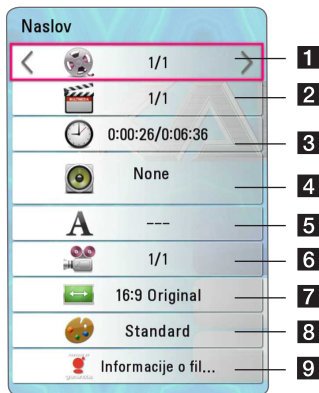 Naslov
1/1 1
1/1 2
0:00:26/0:06:36 3
None 4
A --- 5
1/1 6
16:9 Original 7
Standard 8
Informacije o fil... 9